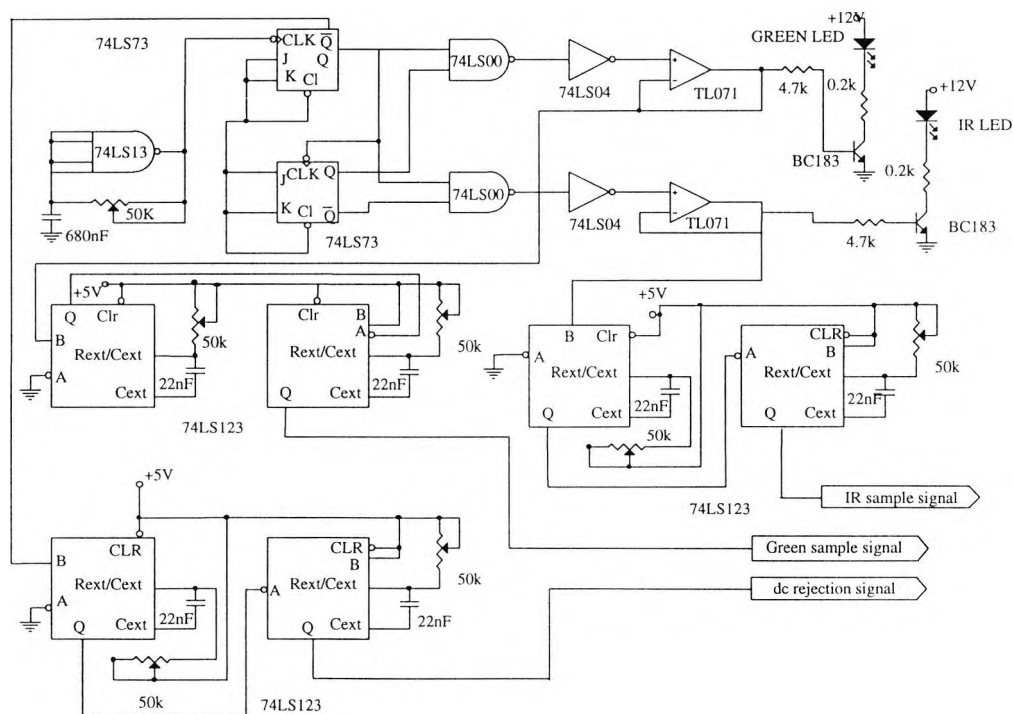 +12V
GREEN LED
74LS73
CLK Q
J Q
K Cl
74LS00
74LS04
TL071
4.7k
0.2k
+12V
IR LED
BC183
0.2k
74LS13
50K
680nF
J CLK Q
K Q
Cl
74LS73
74LS00
74LS04
TL071
4.7k
BC183
+5V
Q Clr
B
Rext/Cext
A
Cext
50k
22nF
Clr B
A
Rext/Cext
Q Cext
50k
22nF
74LS123
+5V
B Clr
A
Rext/Cext
Q Cext
22nF
50k
CLR
A B
Rext/Cext
Q Cext
50k
22nF
74LS123
IR sample signal
Green sample signal
dc rejection signal
+5V
CLR
B
Rext/Cext
A
Q Cext
22nF
50k
CLR
B
A Rext/Cext
Q Cext
50k
22nF
74LS123